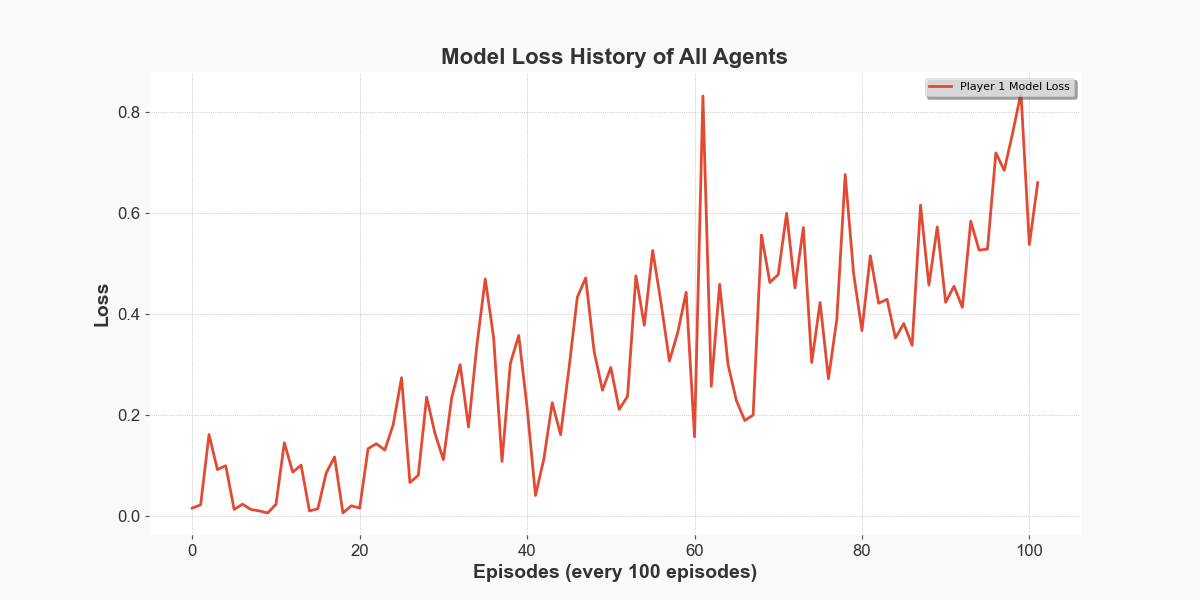 Model Loss History of All Agents
Player 1 Model Loss
0.8
0.6
0.4
0.2
0.0
Loss
0 20 40 60 80 100
Episodes (every 100 episodes)